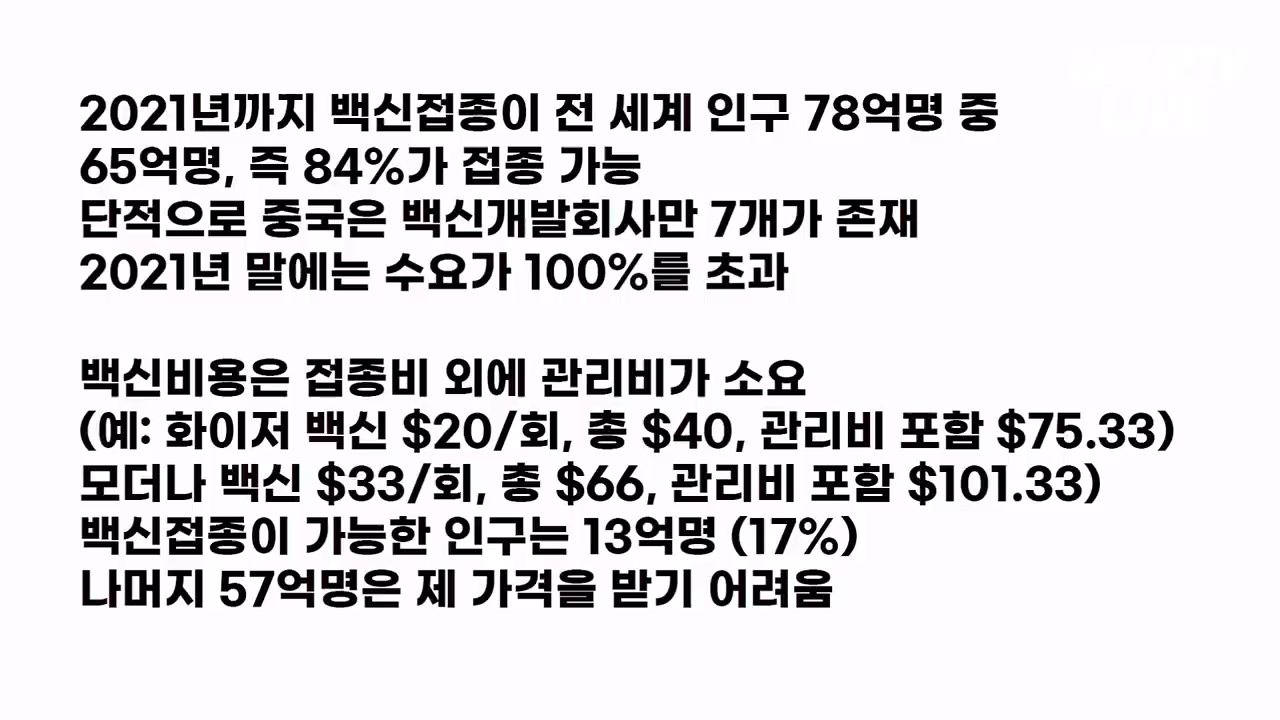 2021년까지 백신접종이 전 세계 인구 78억명 중
65억명, 즉 84%가 접종 가능
단적으로 중국은 백신개발회사만 7개가 존재
2021년 말에는 수요가 100%를 초과
백신비용은 접종비 외에 관리비가 소요
(예: 화이저 백신 $20/회, 총 $40, 관리비 포함 $75.33)
모더나 백신 $33/회, 총 $66, 관리비 포함 $101.33)
백신접종이 가능한 인구는 13억명 (17%)
나머지 57억명은 제 가격을 받기 어려움